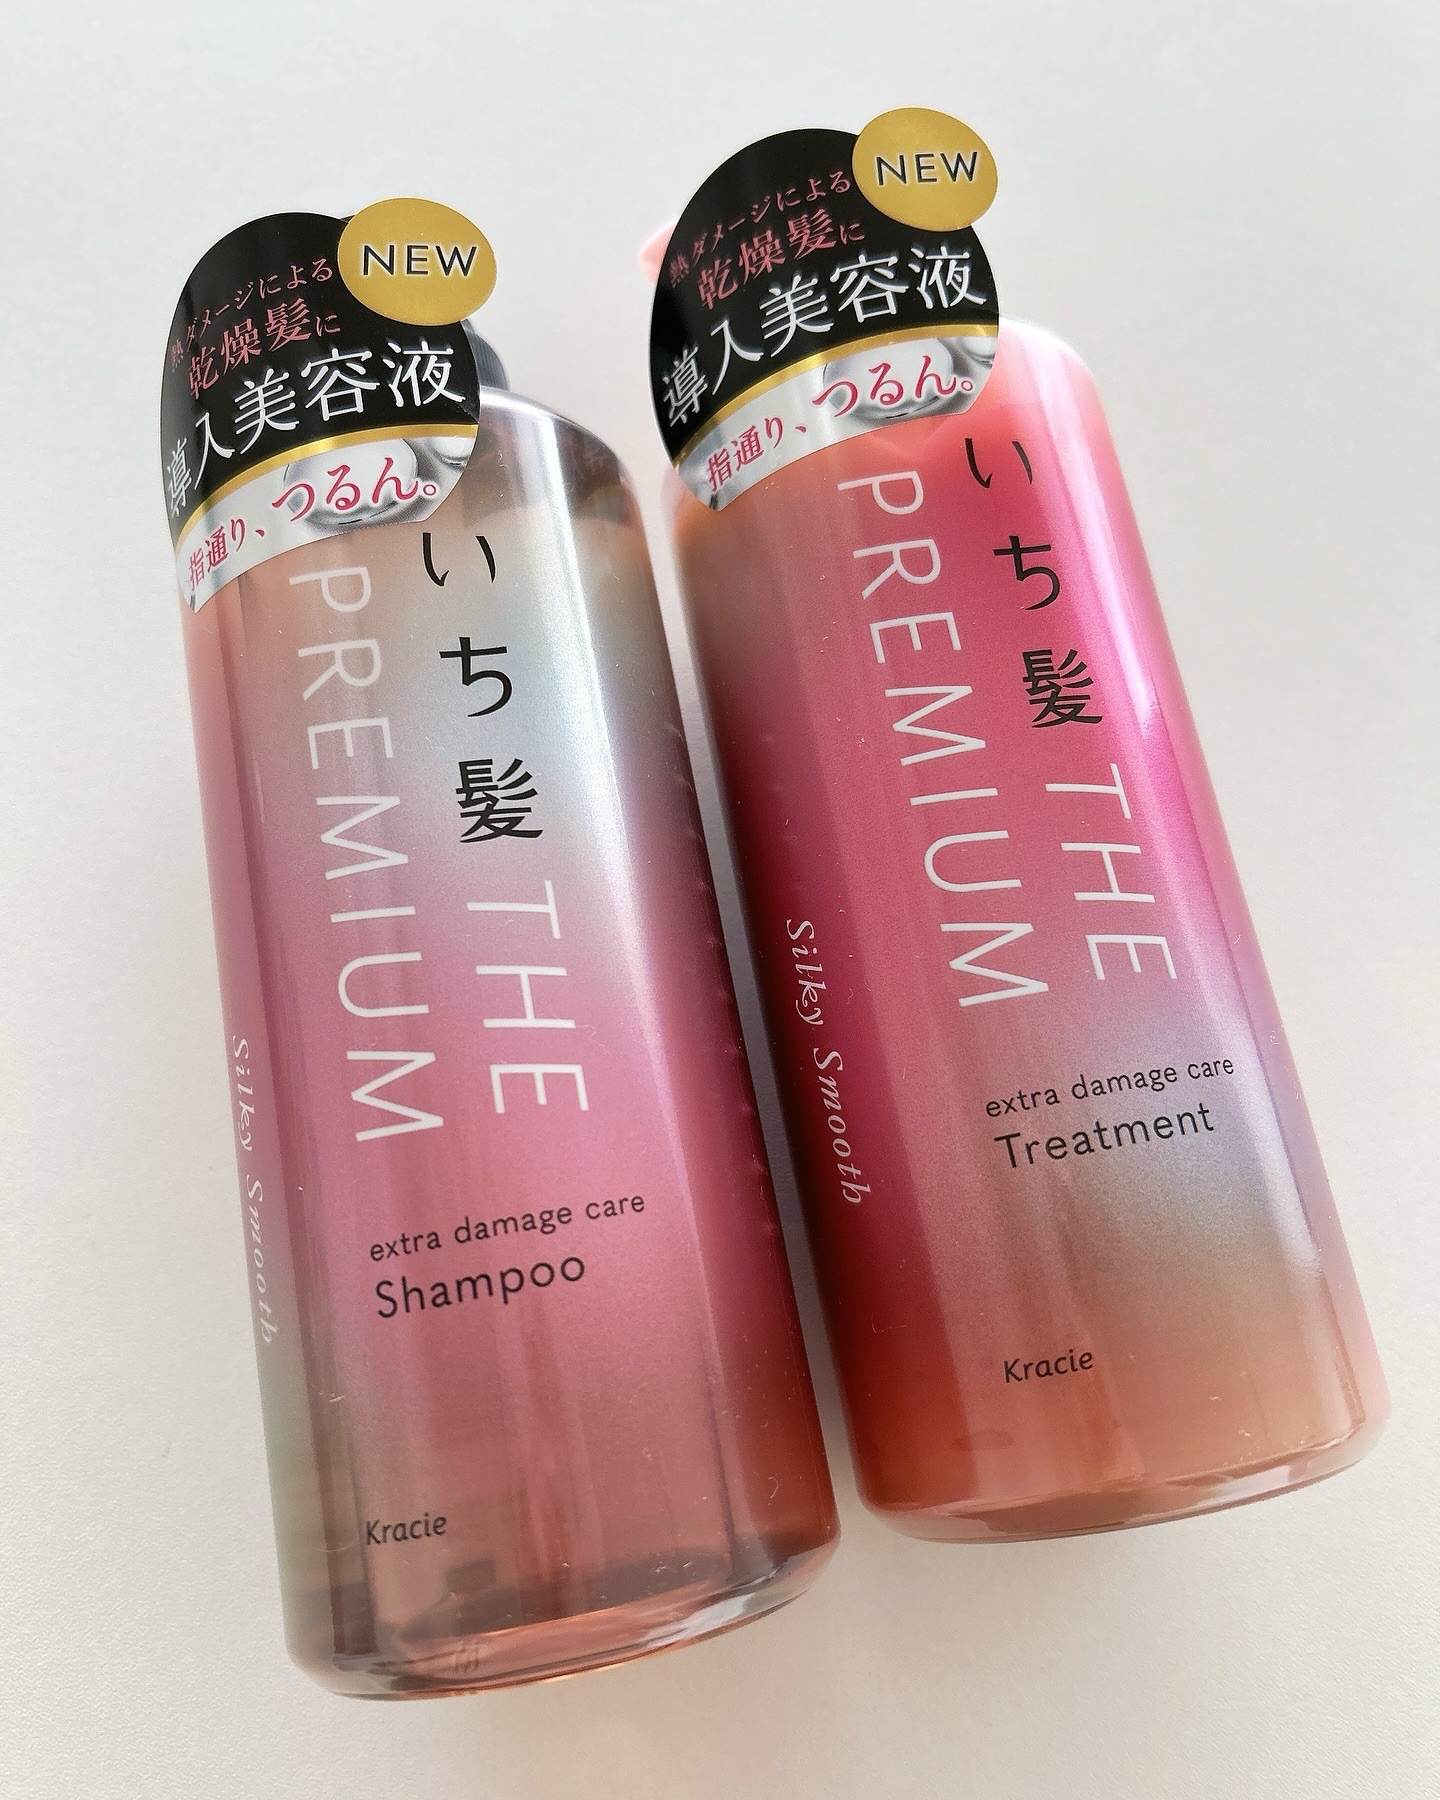 NEW
熱ダメージによる
乾燥髪に
導入美容液
指通り、つるん。
いち髪 THE
PREMIUM
Silky Smooth
extra damage care
Shampoo
Kracie
NEW
熱ダメージによる
乾燥髪に
導入美容液
指通り、つるん。
いち髪 THE
PREMIUM
Silky Smooth
extra damage care
Treatment
Kracie